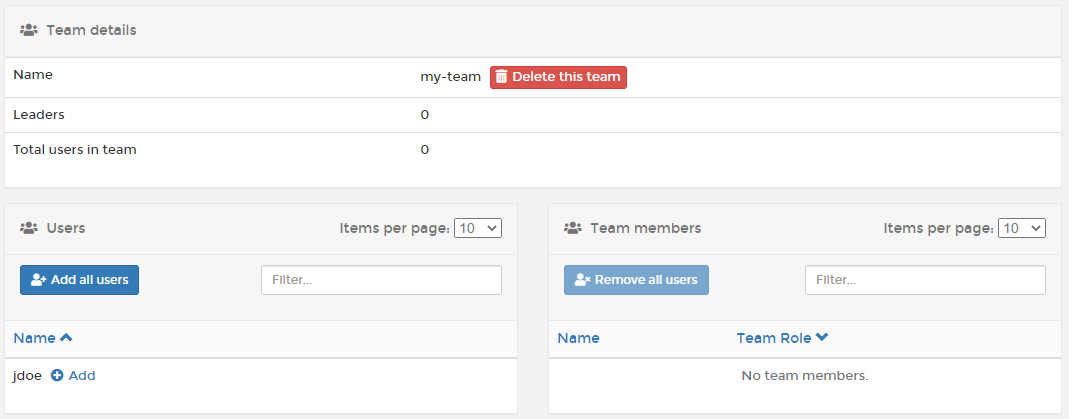 Team details
Name my-team Delete this team
Leaders 0
Total users in team 0
Users Items per page: 10
Add all users Filter...
Name
jdoe Add
Team members Items per page: 10
Remove all users Filter...
Name Team Role
No team members.